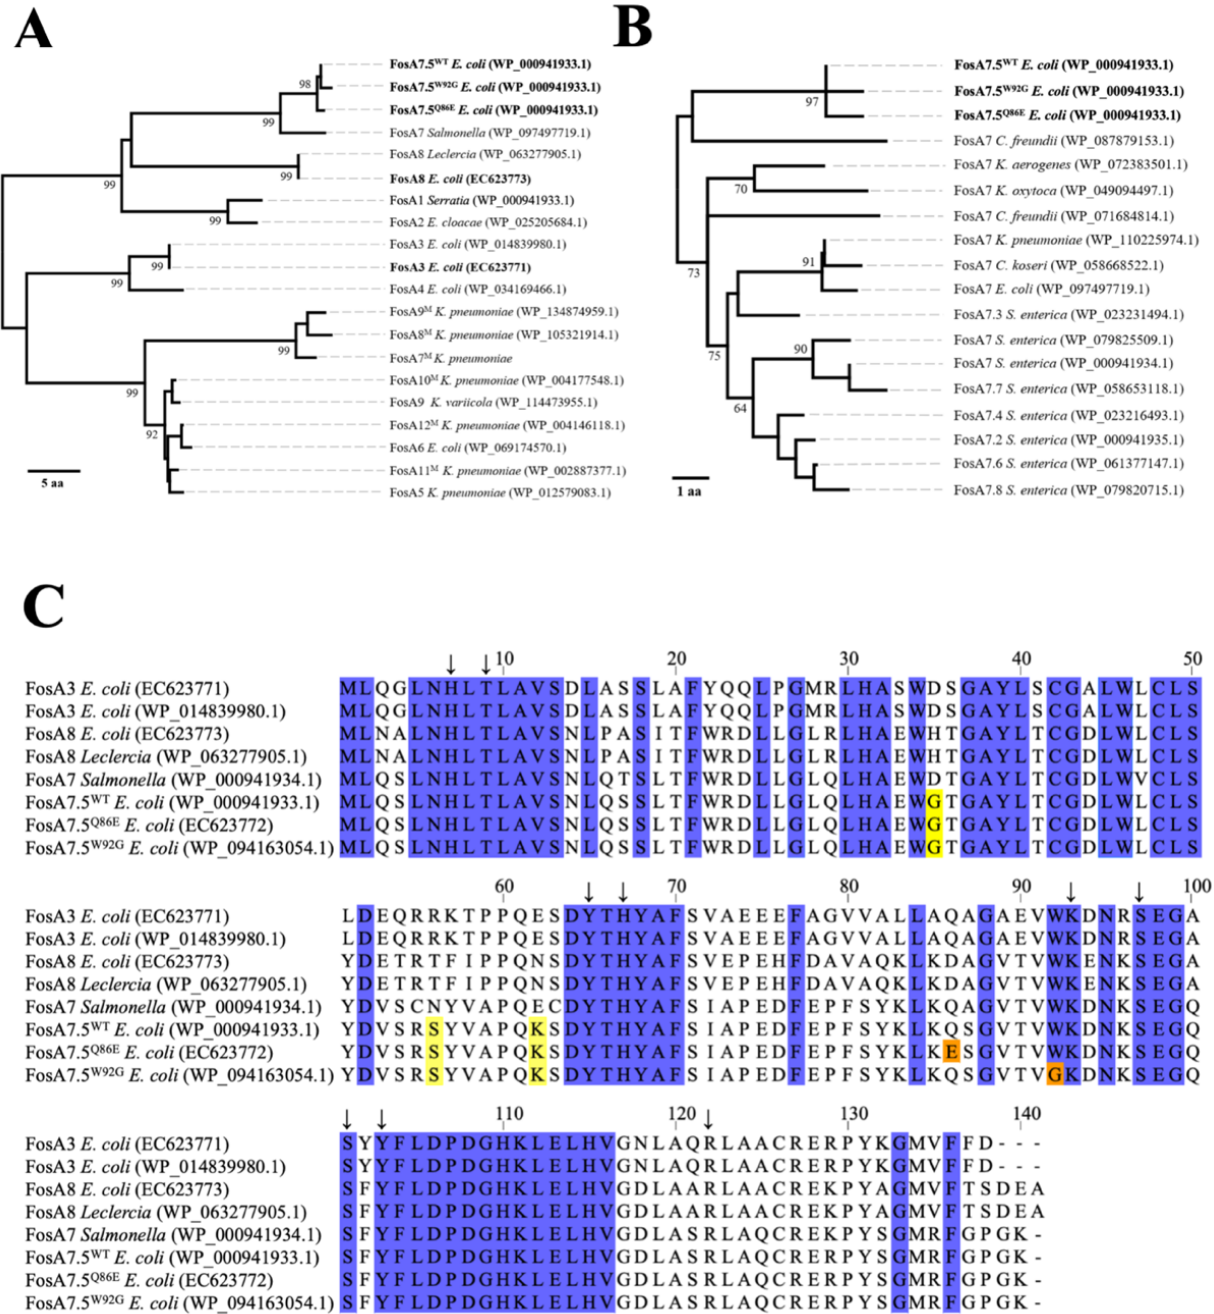 A
FosA7.5ᵂᵀ E. coli (WP_000941933.1)
FosA7.5ᵂ⁹²ᴳ E. coli (WP_000941933.1)
FosA7.5Q86E E. coli (WP_000941933.1)
FosA7 Salmonella (WP_097497719.1)
FosA8 Leclercia (WP_063277905.1)
FosA8 E. coli (EC623773)
FosA1 Serratia (WP_000941933.1)
FosA2 E. cloacae (WP_025205684.1)
FosA3 E. coli (WP_014839980.1)
FosA3 E. coli (EC623771)
FosA4 E. coli (WP_034169466.1)
FosA9ᴹ K. pneumoniae (WP_134874959.1)
FosA8ᴹ K. pneumoniae (WP_105321914.1)
FosA7ᴹ K. pneumoniae
FosA10ᴹ K. pneumoniae (WP_004177548.1)
FosA9 K. variicola (WP_114473955.1)
FosA12ᴹ K. pneumoniae (WP_004146118.1)
FosA6 E. coli (WP_069174570.1)
FosA11ᴹ K. pneumoniae (WP_002887377.1)
FosA5 K. pneumoniae (WP_012579083.1)
98
99
99
99
99
99
99
99
99
92
5 aa
B
FosA7.5ᵂᵀ E. coli (WP_000941933.1)
FosA7.5ᵂ⁹²ᴳ E. coli (WP_000941933.1)
FosA7.5Q86E E. coli (WP_000941933.1)
FosA7 C. freundii (WP_087879153.1)
FosA7 K. aerogenes (WP_072383501.1)
FosA7 K. oxytoca (WP_049094497.1)
FosA7 C. freundii (WP_071684814.1)
FosA7 K. pneumoniae (WP_110225974.1)
FosA7 C. koseri (WP_058668522.1)
FosA7 E. coli (WP_097497719.1)
FosA7.3 S. enterica (WP_023231494.1)
FosA7 S. enterica (WP_079825509.1)
FosA7 S. enterica (WP_000941934.1)
FosA7.7 S. enterica (WP_058653118.1)
FosA7.4 S. enterica (WP_023216493.1)
FosA7.2 S. enterica (WP_000941935.1)
FosA7.6 S. enterica (WP_061377147.1)
FosA7.8 S. enterica (WP_079820715.1)
97
70
73
91
75
90
64
1 aa
C
10 20 30 40 50
FosA3 E. coli (EC623771) MLQGLNHLTLAVSDLASSLAFYQQLPGMRLHASWDSGAYLSCGALWLCLS
FosA3 E. coli (WP_014839980.1) MLQGLNHLTLAVSDLASSLAFYQQLPGMRLHASWDSGAYLSCGALWLCLS
FosA8 E. coli (EC623773) MLNALNHLTLAVSNLPASITFWRDLLGLRLHAEWHTGAYLTCGDLWLCLS
FosA8 Leclercia (WP_063277905.1) MLNALNHLTLAVSNLPASITFWRDLLGLRLHAEWHTGAYLTCGDLWLCLS
FosA7 Salmonella (WP_000941934.1) MLQSLNHLTLAVSNLQTSLTFWRDLLGLQLHAEWDTGAYLTCGDLWVCLS
FosA7.5ᵂᵀ E. coli (WP_000941933.1) MLQSLNHLTLAVSNLQSSLTFWRDLLGLQLHAEWGTGAYLTCGDLWLCLS
FosA7.5Q86E E. coli (EC623772) MLQSLNHLTLAVSNLQSSLTFWRDLLGLQLHAEWGTGAYLTCGDLWLCLS
FosA7.5ᵂ⁹²ᴳ E. coli (WP_094163054.1) MLQSLNHLTLAVSNLQSSLTFWRDLLGLQLHAEWGTGAYLTCGDLWLCLS
60 70 80 90 100
FosA3 E. coli (EC623771) LDEQRRKTPPQESDYTHYAFSVAEEEFAGVVALLAQAGAEVWKDNRSEGA
FosA3 E. coli (WP_014839980.1) LDEQRRKTPPQESDYTHYAFSVAEEEFAGVVALLAQAGAEVWKDNRSEGA
FosA8 E. coli (EC623773) YDETRTFIPPQNSDYTHYAFSVEPEHFDAVAQKLKDAGVTVWKENKSEGA
FosA8 Leclercia (WP_063277905.1) YDETRTFIPPQNSDYTHYAFSVEPEHFDAVAQKLKDAGVTVWKENKSEGA
FosA7 Salmonella (WP_000941934.1) YDVSCNYVAPQECDYTHYAFSIAPEDFEPFSYKLKQAGVTVWKDNKSEGQ
FosA7.5ᵂᵀ E. coli (WP_000941933.1) YDVSRSYVAPQKSDYTHYAFSIAPEDFEPFSYKLKQSGVTVWKDNKSEGQ
FosA7.5Q86E E. coli (EC623772) YDVSRSYVAPQKSDYTHYAFSIAPEDFEPFSYKLKESGVTVWKDNKSEGQ
FosA7.5ᵂ⁹²ᴳ E. coli (WP_094163054.1) YDVSRSYVAPQKSDYTHYAFSIAPEDFEPFSYKLKQSGVTVGKDNKSEGQ
110 120 130 140
FosA3 E. coli (EC623771) SYYFLDPDGHKLELHVGNLAQRLAACRERPYKGMVFFD---
FosA3 E. coli (WP_014839980.1) SYYFLDPDGHKLELHVGNLAQRLAACRERPYKGMVFFD---
FosA8 E. coli (EC623773) SFYFLDPDGHKLELHVGDLAARLAACREKPYAGMVFTSDEA
FosA8 Leclercia (WP_063277905.1) SFYFLDPDGHKLELHVGDLAARLAACREKPYAGMVFTSDEA
FosA7 Salmonella (WP_000941934.1) SFYFLDPDGHKLELHVGDLASRLAQCREKPYSGMRFGPGK-
FosA7.5ᵂᵀ E. coli (WP_000941933.1) SFYFLDPDGHKLELHVGDLASRLAQCREKPYSGMRFGPGK-
FosA7.5Q86E E. coli (EC623772) SFYFLDPDGHKLELHVGDLASRLAQCREKPYSGMRFGPGK-
FosA7.5ᵂ⁹²ᴳ E. coli (WP_094163054.1) SFYFLDPDGHKLELHVGDLASRLAQCREKPYSGMRFGPGK-